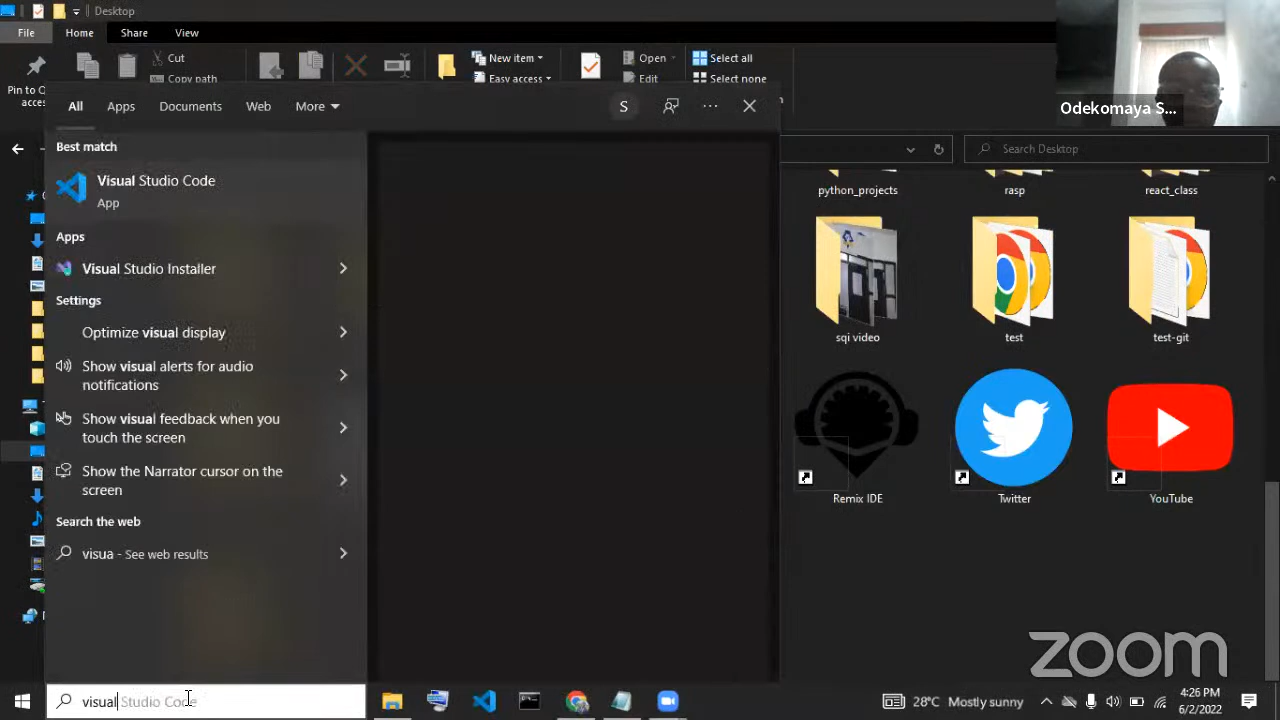 Desktop
File
Home
Share
View
Cut
Copy path
New item
Easy access
Open
Edit
Select all
Select none
Pin to Q
acces
Odekomaya S...
All
Apps
Documents
Web
More
S
Best match
Visual Studio Code
App
Apps
Visual Studio Installer
Settings
Optimize visual display
Show visual alerts for audio
notifications
Show visual feedback when you
touch the screen
Show the Narrator cursor on the
screen
Search the web
visua - See web results
Search Desktop
python_projects
rasp
react_class
sqi video
test
test-git
Remix IDE
Twitter
YouTube
zoom
visual Studio Code
28°C Mostly sunny
4:26 PM
6/2/2022